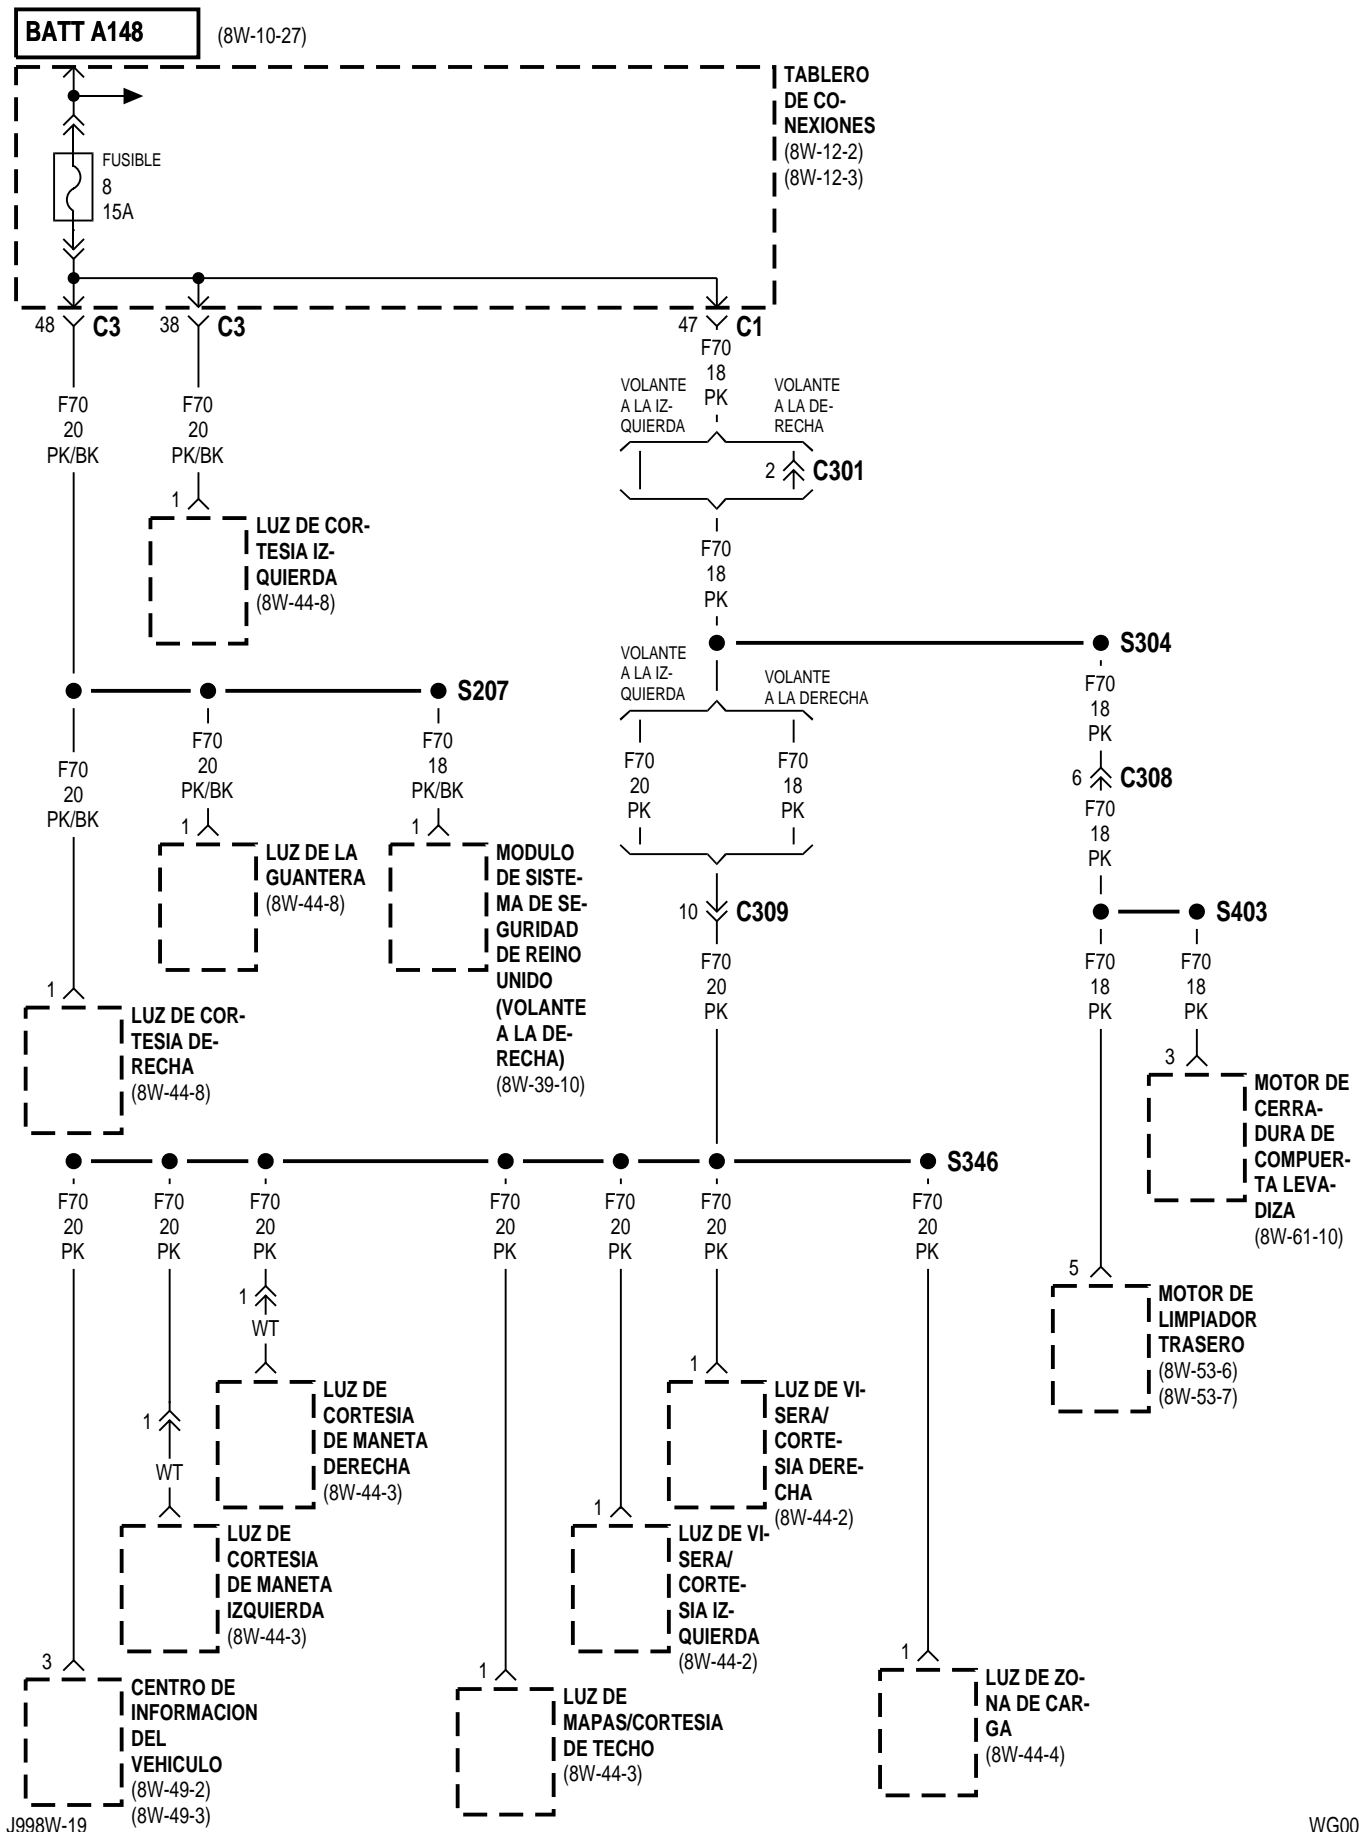 BATT A148
(8W-10-27)
TABLERO
DE CO-
NEXIONES
(8W-12-2)
(8W-12-3)
FUSIBLE
8
15A
48
C3
38
C3
47
C1
F70
20
PK/BK
F70
20
PK/BK
F70
18
PK
VOLANTE
A LA IZ-
QUIERDA
VOLANTE
A LA DE-
RECHA
2
C301
1
LUZ DE COR-
TESIA IZ-
QUIERDA
(8W-44-8)
F70
18
PK
S304
VOLANTE
A LA IZ-
QUIERDA
VOLANTE
A LA DERECHA
S207
F70
18
PK
F70
20
PK/BK
F70
20
PK/BK
F70
18
PK/BK
F70
20
PK
F70
18
PK
6
C308
F70
18
PK
1
LUZ DE LA
GUANTERA
(8W-44-8)
1
MODULO
DE SISTE-
MA DE SE-
GURIDAD
DE REINO
UNIDO
(VOLANTE
A LA DE-
RECHA)
(8W-39-10)
10
C309
S403
F70
20
PK
F70
18
PK
F70
18
PK
1
LUZ DE COR-
TESIA DE-
RECHA
(8W-44-8)
3
MOTOR DE
CERRA-
DURA DE
COMPUER-
TA LEVA-
DIZA
(8W-61-10)
S346
F70
20
PK
F70
20
PK
F70
20
PK
F70
20
PK
F70
20
PK
F70
20
PK
F70
20
PK
5
MOTOR DE
LIMPIADOR
TRASERO
(8W-53-6)
(8W-53-7)
1
WT
LUZ DE
CORTESIA
DE MANETA
DERECHA
(8W-44-3)
1
LUZ DE VI-
SERA/
CORTE-
SIA DERE-
CHA
(8W-44-2)
1
WT
LUZ DE
CORTESIA
DE MANETA
IZQUIERDA
(8W-44-3)
1
LUZ DE VI-
SERA/
CORTE-
SIA IZ-
QUIERDA
(8W-44-2)
3
CENTRO DE
INFORMACION
DEL
VEHICULO
(8W-49-2)
(8W-49-3)
1
LUZ DE
MAPAS/CORTESIA
DE TECHO
(8W-44-3)
1
LUZ DE ZO-
NA DE CAR-
GA
(8W-44-4)
J998W-19
WG00